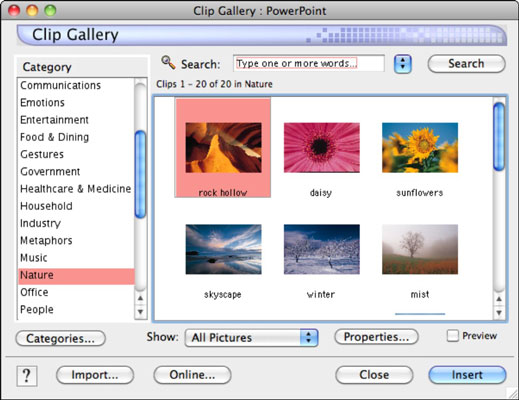 Clip Gallery : PowerPoint
Clip Gallery
Category
Search:
Type one or more words...
Search
Clips 1 - 20 of 20 in Nature
Communications
Emotions
Entertainment
Food & Dining
Gestures
Government
Healthcare & Medicine
Household
Industry
Metaphors
Music
Nature
Office
People
rock hollow
daisy
sunflowers
skyscape
winter
mist
Categories...
Show:
All Pictures
Properties...
Preview
?
Import...
Online...
Close
Insert